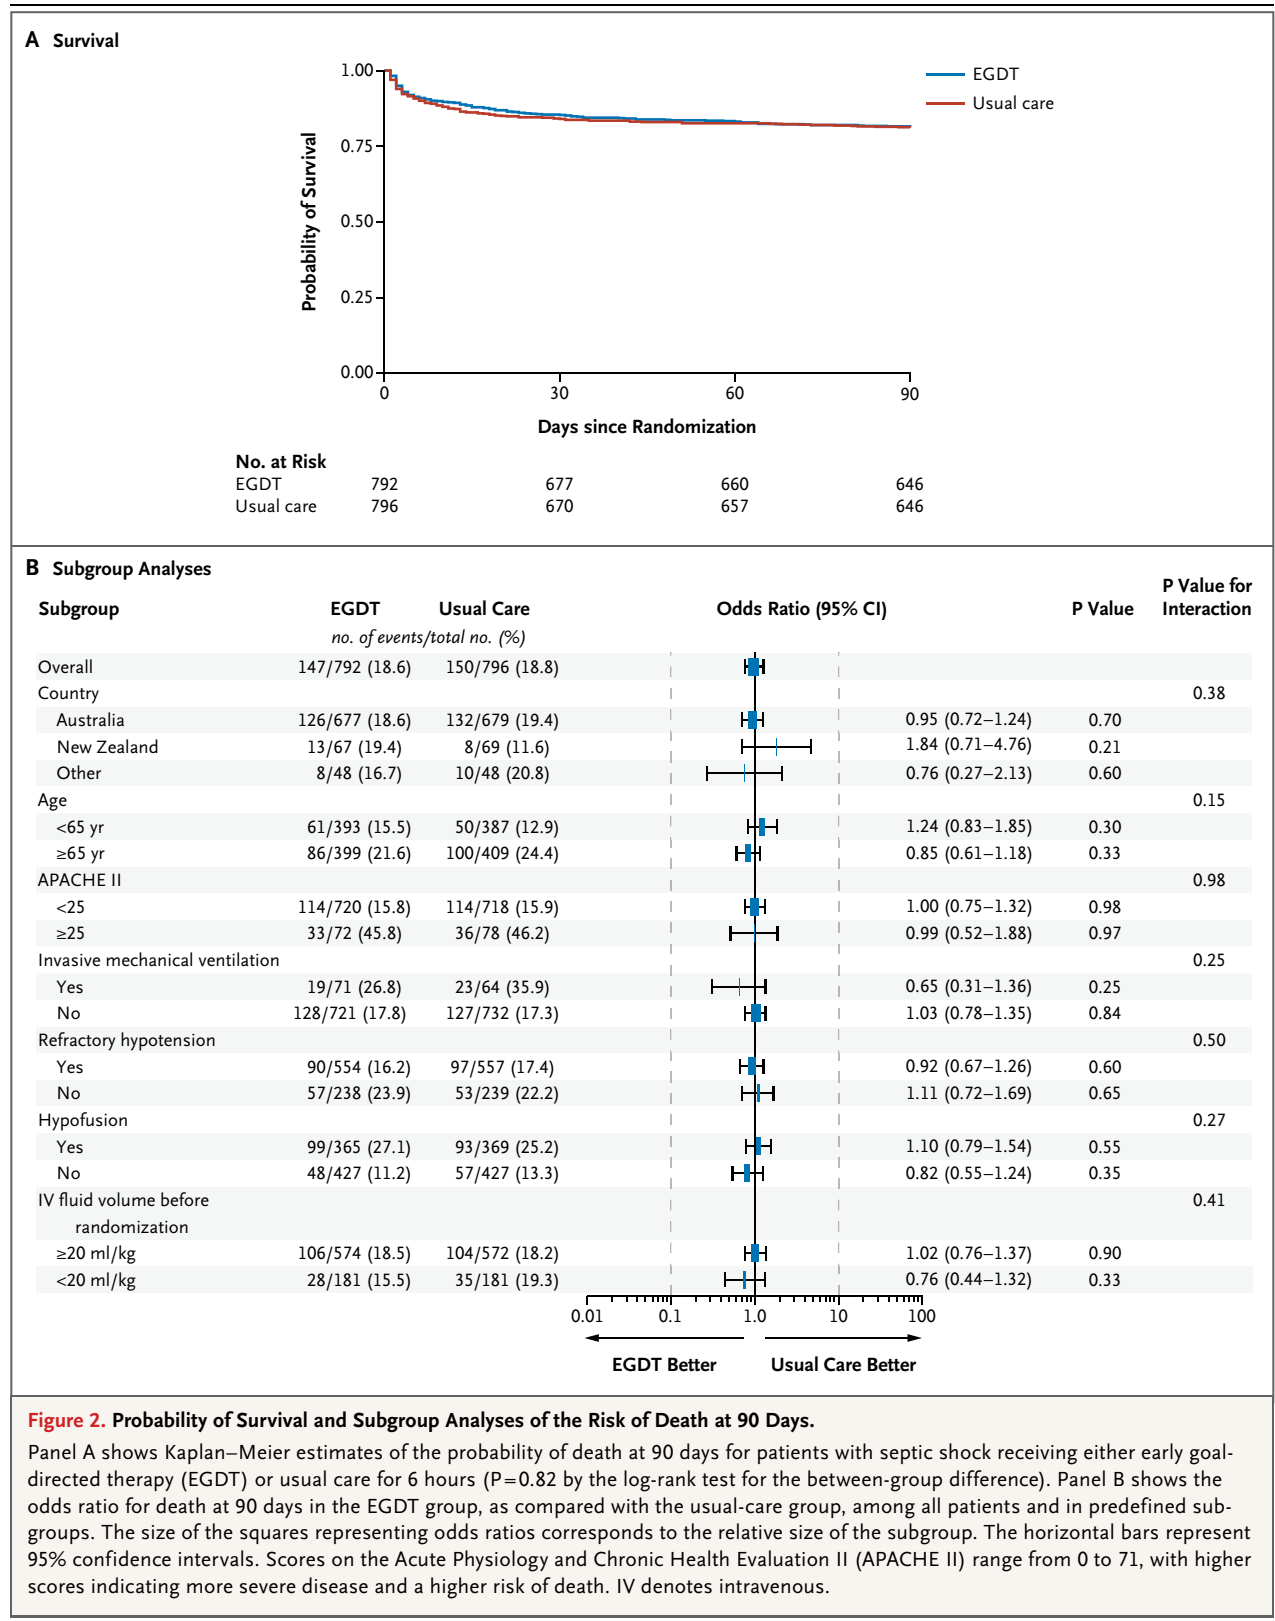 A Survival
1.00
0.75
0.50
0.25
0.00
Probability of Survival
EGDT
Usual care
0 30 60 90
Days since Randomization
No. at Risk
EGDT 792 677 660 646
Usual care 796 670 657 646
B Subgroup Analyses
Subgroup EGDT Usual Care Odds Ratio (95% CI) P Value P Value for Interaction
no. of events/total no. (%)
Overall 147/792 (18.6) 150/796 (18.8)
Country 0.38
Australia 126/677 (18.6) 132/679 (19.4) 0.95 (0.72–1.24) 0.70
New Zealand 13/67 (19.4) 8/69 (11.6) 1.84 (0.71–4.76) 0.21
Other 8/48 (16.7) 10/48 (20.8) 0.76 (0.27–2.13) 0.60
Age 0.15
<65 yr 61/393 (15.5) 50/387 (12.9) 1.24 (0.83–1.85) 0.30
≥65 yr 86/399 (21.6) 100/409 (24.4) 0.85 (0.61–1.18) 0.33
APACHE II 0.98
<25 114/720 (15.8) 114/718 (15.9) 1.00 (0.75–1.32) 0.98
≥25 33/72 (45.8) 36/78 (46.2) 0.99 (0.52–1.88) 0.97
Invasive mechanical ventilation 0.25
Yes 19/71 (26.8) 23/64 (35.9) 0.65 (0.31–1.36) 0.25
No 128/721 (17.8) 127/732 (17.3) 1.03 (0.78–1.35) 0.84
Refractory hypotension 0.50
Yes 90/554 (16.2) 97/557 (17.4) 0.92 (0.67–1.26) 0.60
No 57/238 (23.9) 53/239 (22.2) 1.11 (0.72–1.69) 0.65
Hypofusion 0.27
Yes 99/365 (27.1) 93/369 (25.2) 1.10 (0.79–1.54) 0.55
No 48/427 (11.2) 57/427 (13.3) 0.82 (0.55–1.24) 0.35
IV fluid volume before 0.41
randomization
≥20 ml/kg 106/574 (18.5) 104/572 (18.2) 1.02 (0.76–1.37) 0.90
<20 ml/kg 28/181 (15.5) 35/181 (19.3) 0.76 (0.44–1.32) 0.33
0.01 0.1 1.0 10 100
EGDT Better Usual Care Better
Figure 2. Probability of Survival and Subgroup Analyses of the Risk of Death at 90 Days.
Panel A shows Kaplan–Meier estimates of the probability of death at 90 days for patients with septic shock receiving either early goal-
directed therapy (EGDT) or usual care for 6 hours (P=0.82 by the log-rank test for the between-group difference). Panel B shows the
odds ratio for death at 90 days in the EGDT group, as compared with the usual-care group, among all patients and in predefined sub-
groups. The size of the squares representing odds ratios corresponds to the relative size of the subgroup. The horizontal bars represent
95% confidence intervals. Scores on the Acute Physiology and Chronic Health Evaluation II (APACHE II) range from 0 to 71, with higher
scores indicating more severe disease and a higher risk of death. IV denotes intravenous.